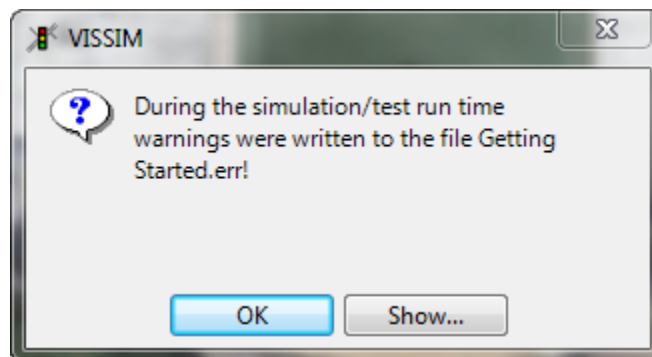 VISSIM
During the simulation/test run time
warnings were written to the file Getting
Started.err!
OK
Show...